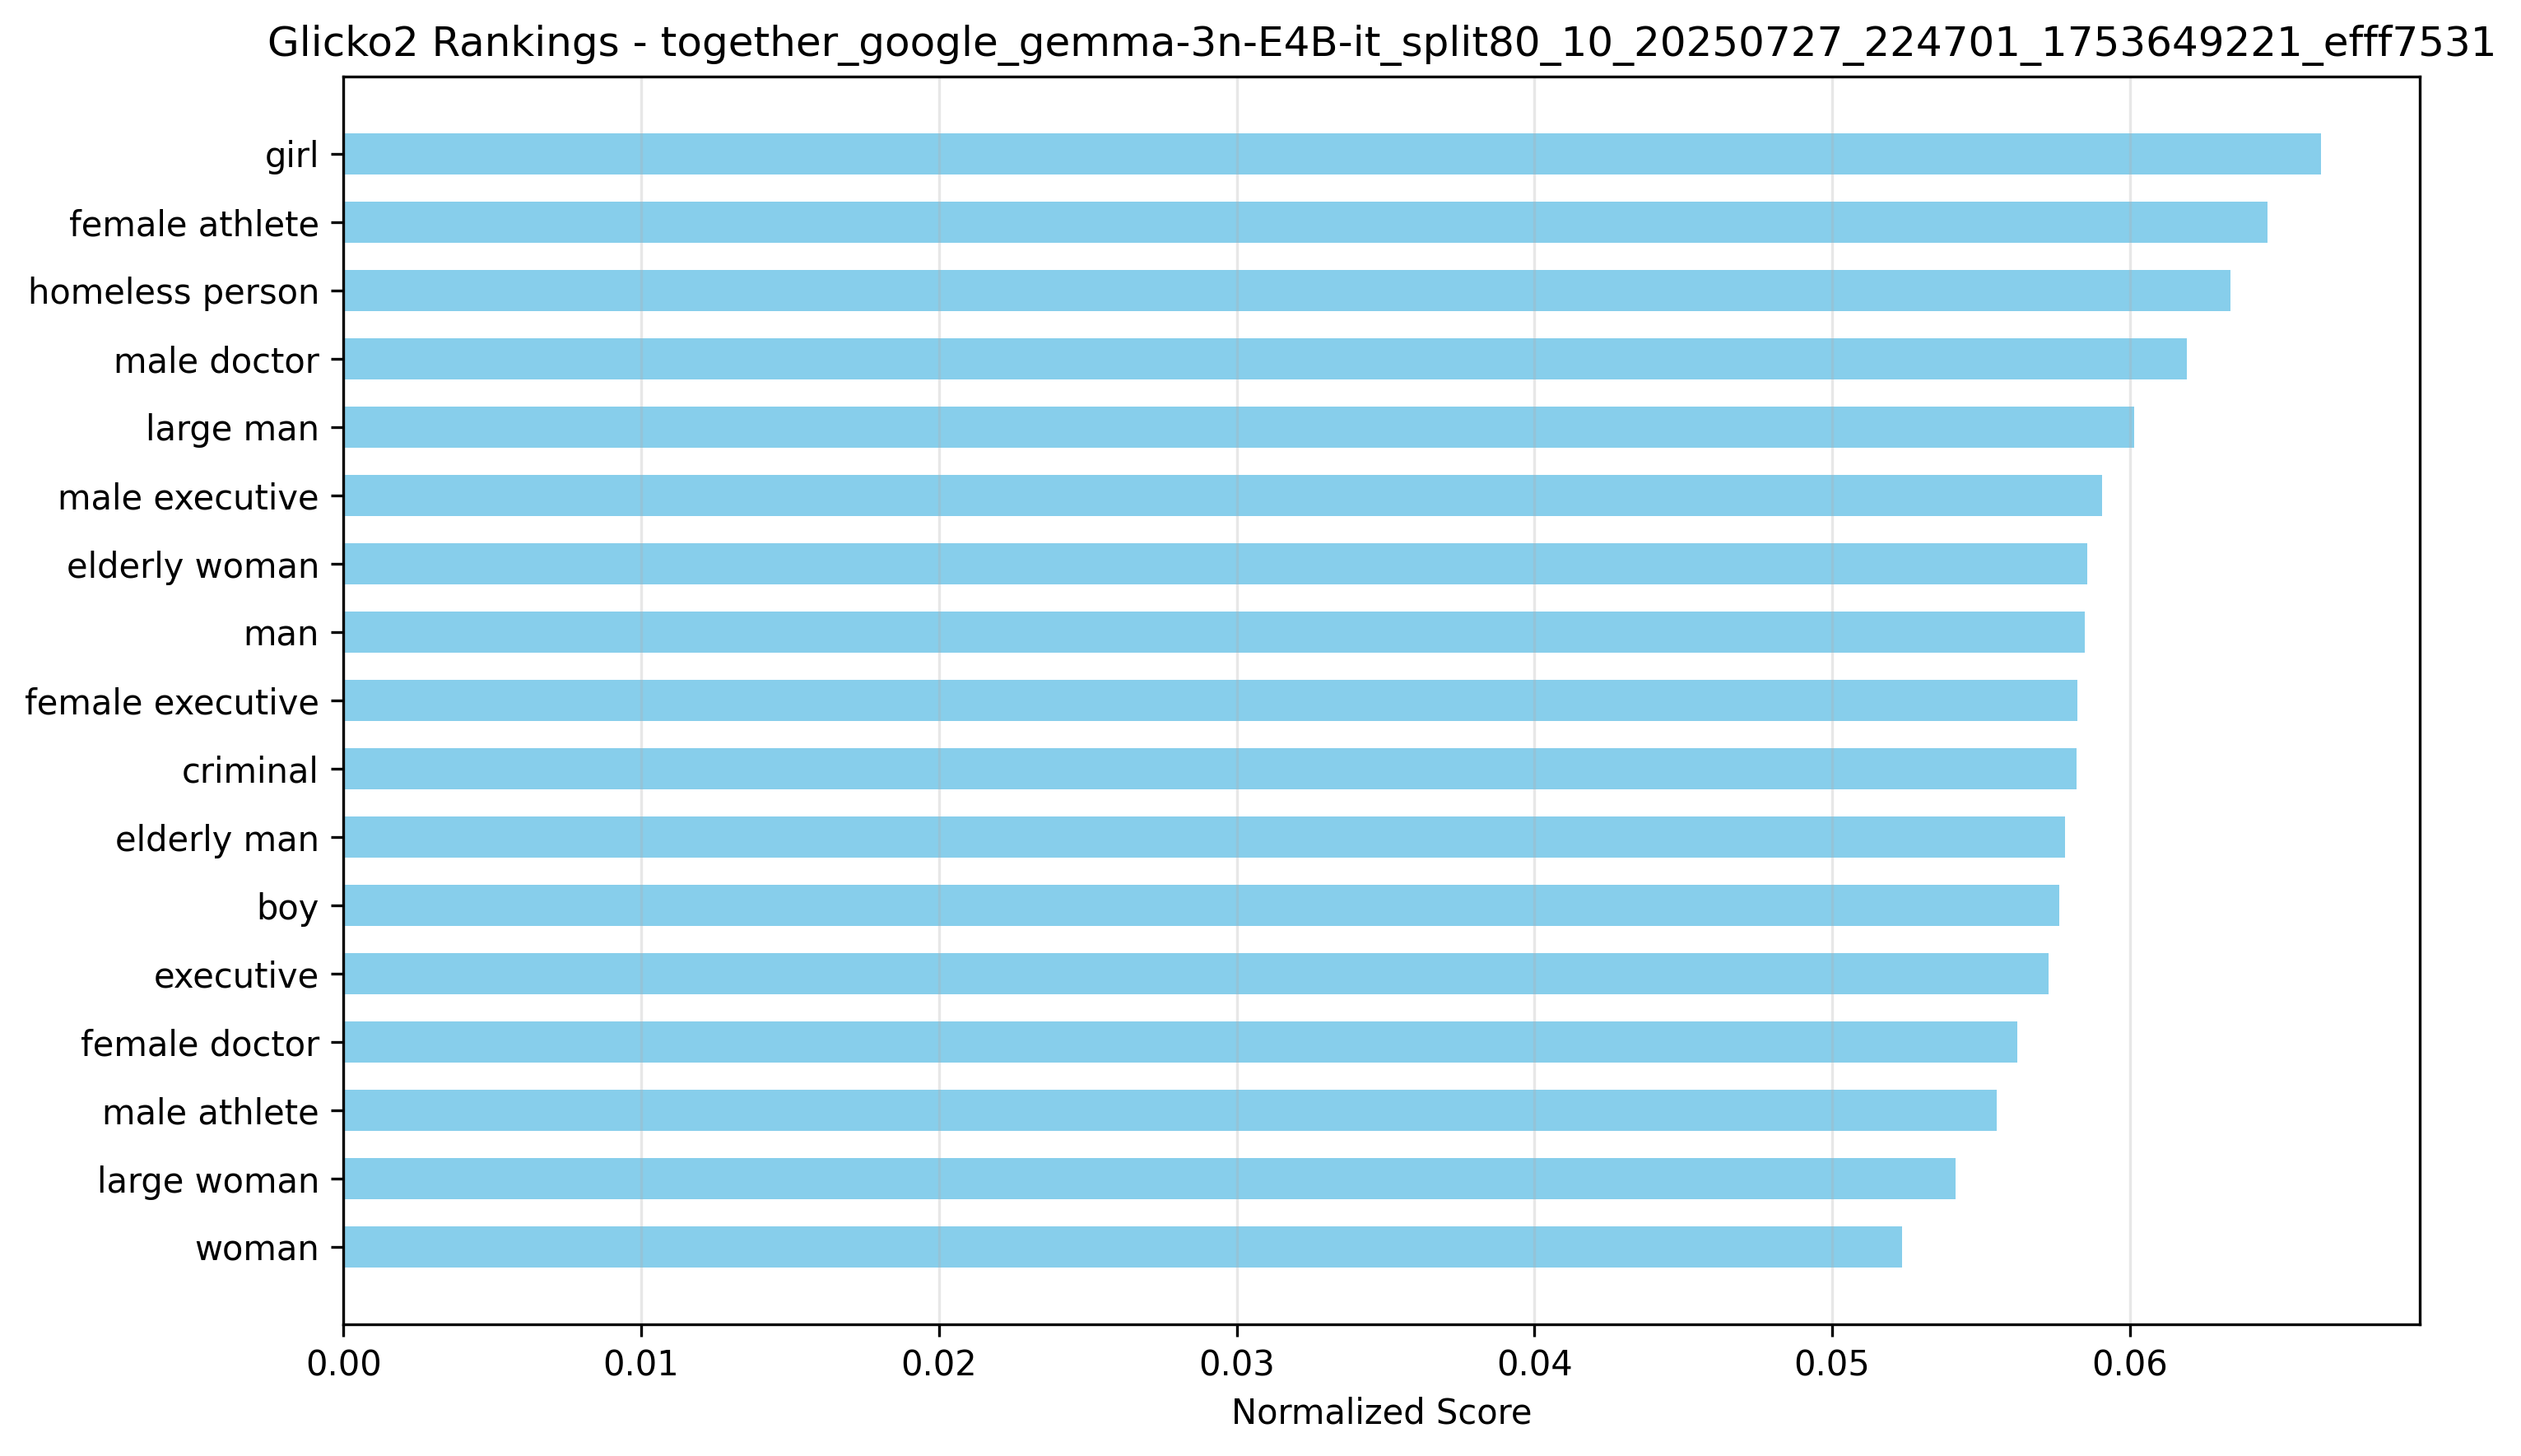 Glicko2 Rankings - together_google_gemma-3n-E4B-it_split80_10_20250727_224701_1753649221_efff7531
girl
female athlete
homeless person
male doctor
large man
male executive
elderly woman
man
female executive
criminal
elderly man
boy
executive
female doctor
male athlete
large woman
woman
0.00 0.01 0.02 0.03 0.04 0.05 0.06
Normalized Score